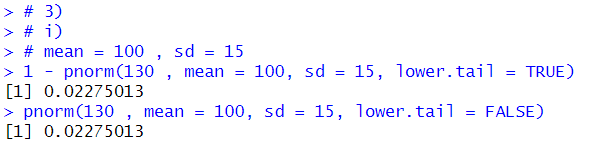 > # 3)
> # i)
> # mean = 100 , sd = 15
> 1 - pnorm(130 , mean = 100, sd = 15, lower.tail = TRUE)
[1] 0.02275013
> pnorm(130 , mean = 100, sd = 15, lower.tail = FALSE)
[1] 0.02275013